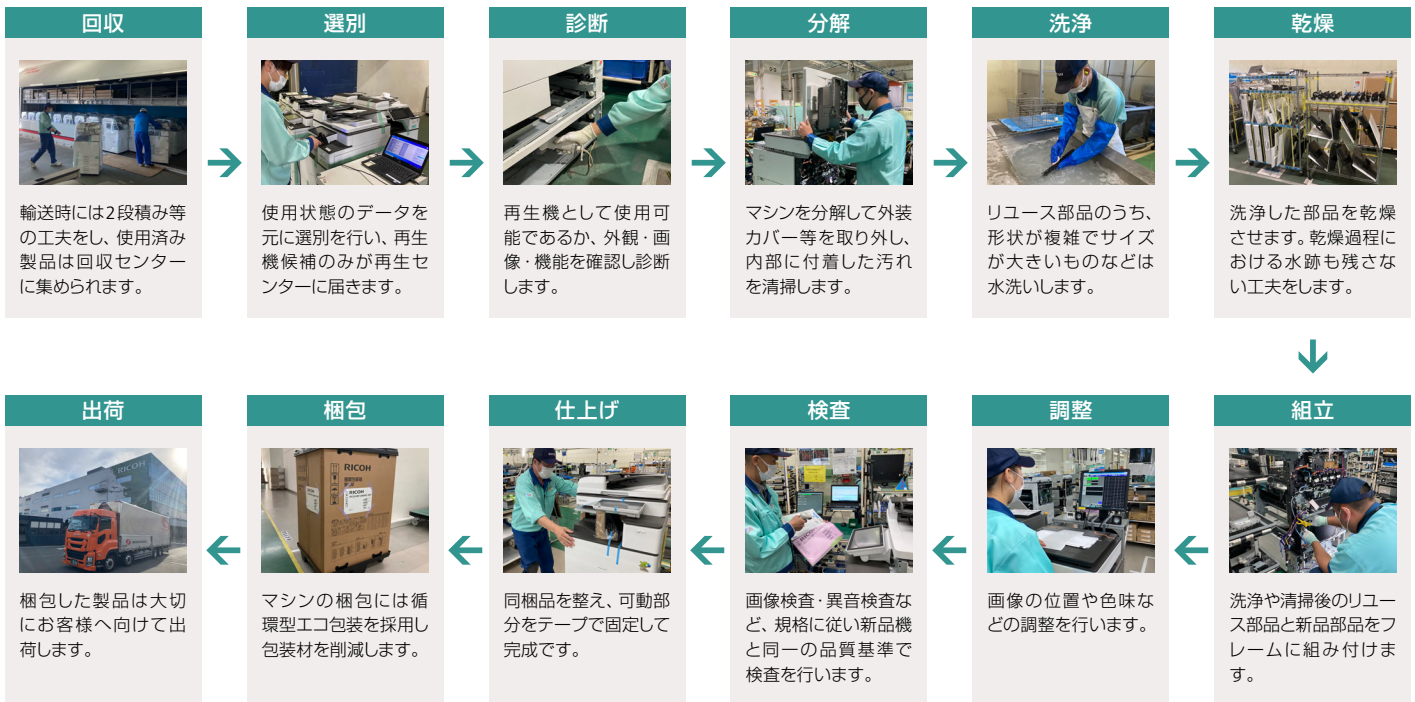 回収
輸送時には2段積み等
の工夫をし、使用済み
製品は回収センター
に集められます。
選別
使用状態のデータを
元に選別を行い、再生
機候補のみが再生セ
ンターに届きます。
診断
再生機として使用可
能であるか、外観・画
像・機能を確認し診断
します。
分解
マシンを分解して外装
カバー等を取り外し、
内部に付着した汚れ
を清掃します。
洗浄
リユース部品のうち、
形状が複雑でサイズ
が大きいものなどは
水洗いします。
乾燥
洗浄した部品を乾燥
させます。乾燥過程に
おける水跡も残さな
い工夫をします。
組立
洗浄や清掃後のリユー
ス部品と新品部品をフ
レームに組み付けま
す。
調整
画像の位置や色味な
どの調整を行います。
検査
画像検査・異音検査な
ど、規格に従い新品機
と同一の品質基準で
検査を行います。
仕上げ
同梱品を整え、可動部
分をテープで固定して
完成です。
梱包
RICOH
RICOH
マシンの梱包には循
環型エコ包装を採用し
包装材を削減します。
出荷
RICOH
梱包した製品は大切
にお客様へ向けて出
荷します。